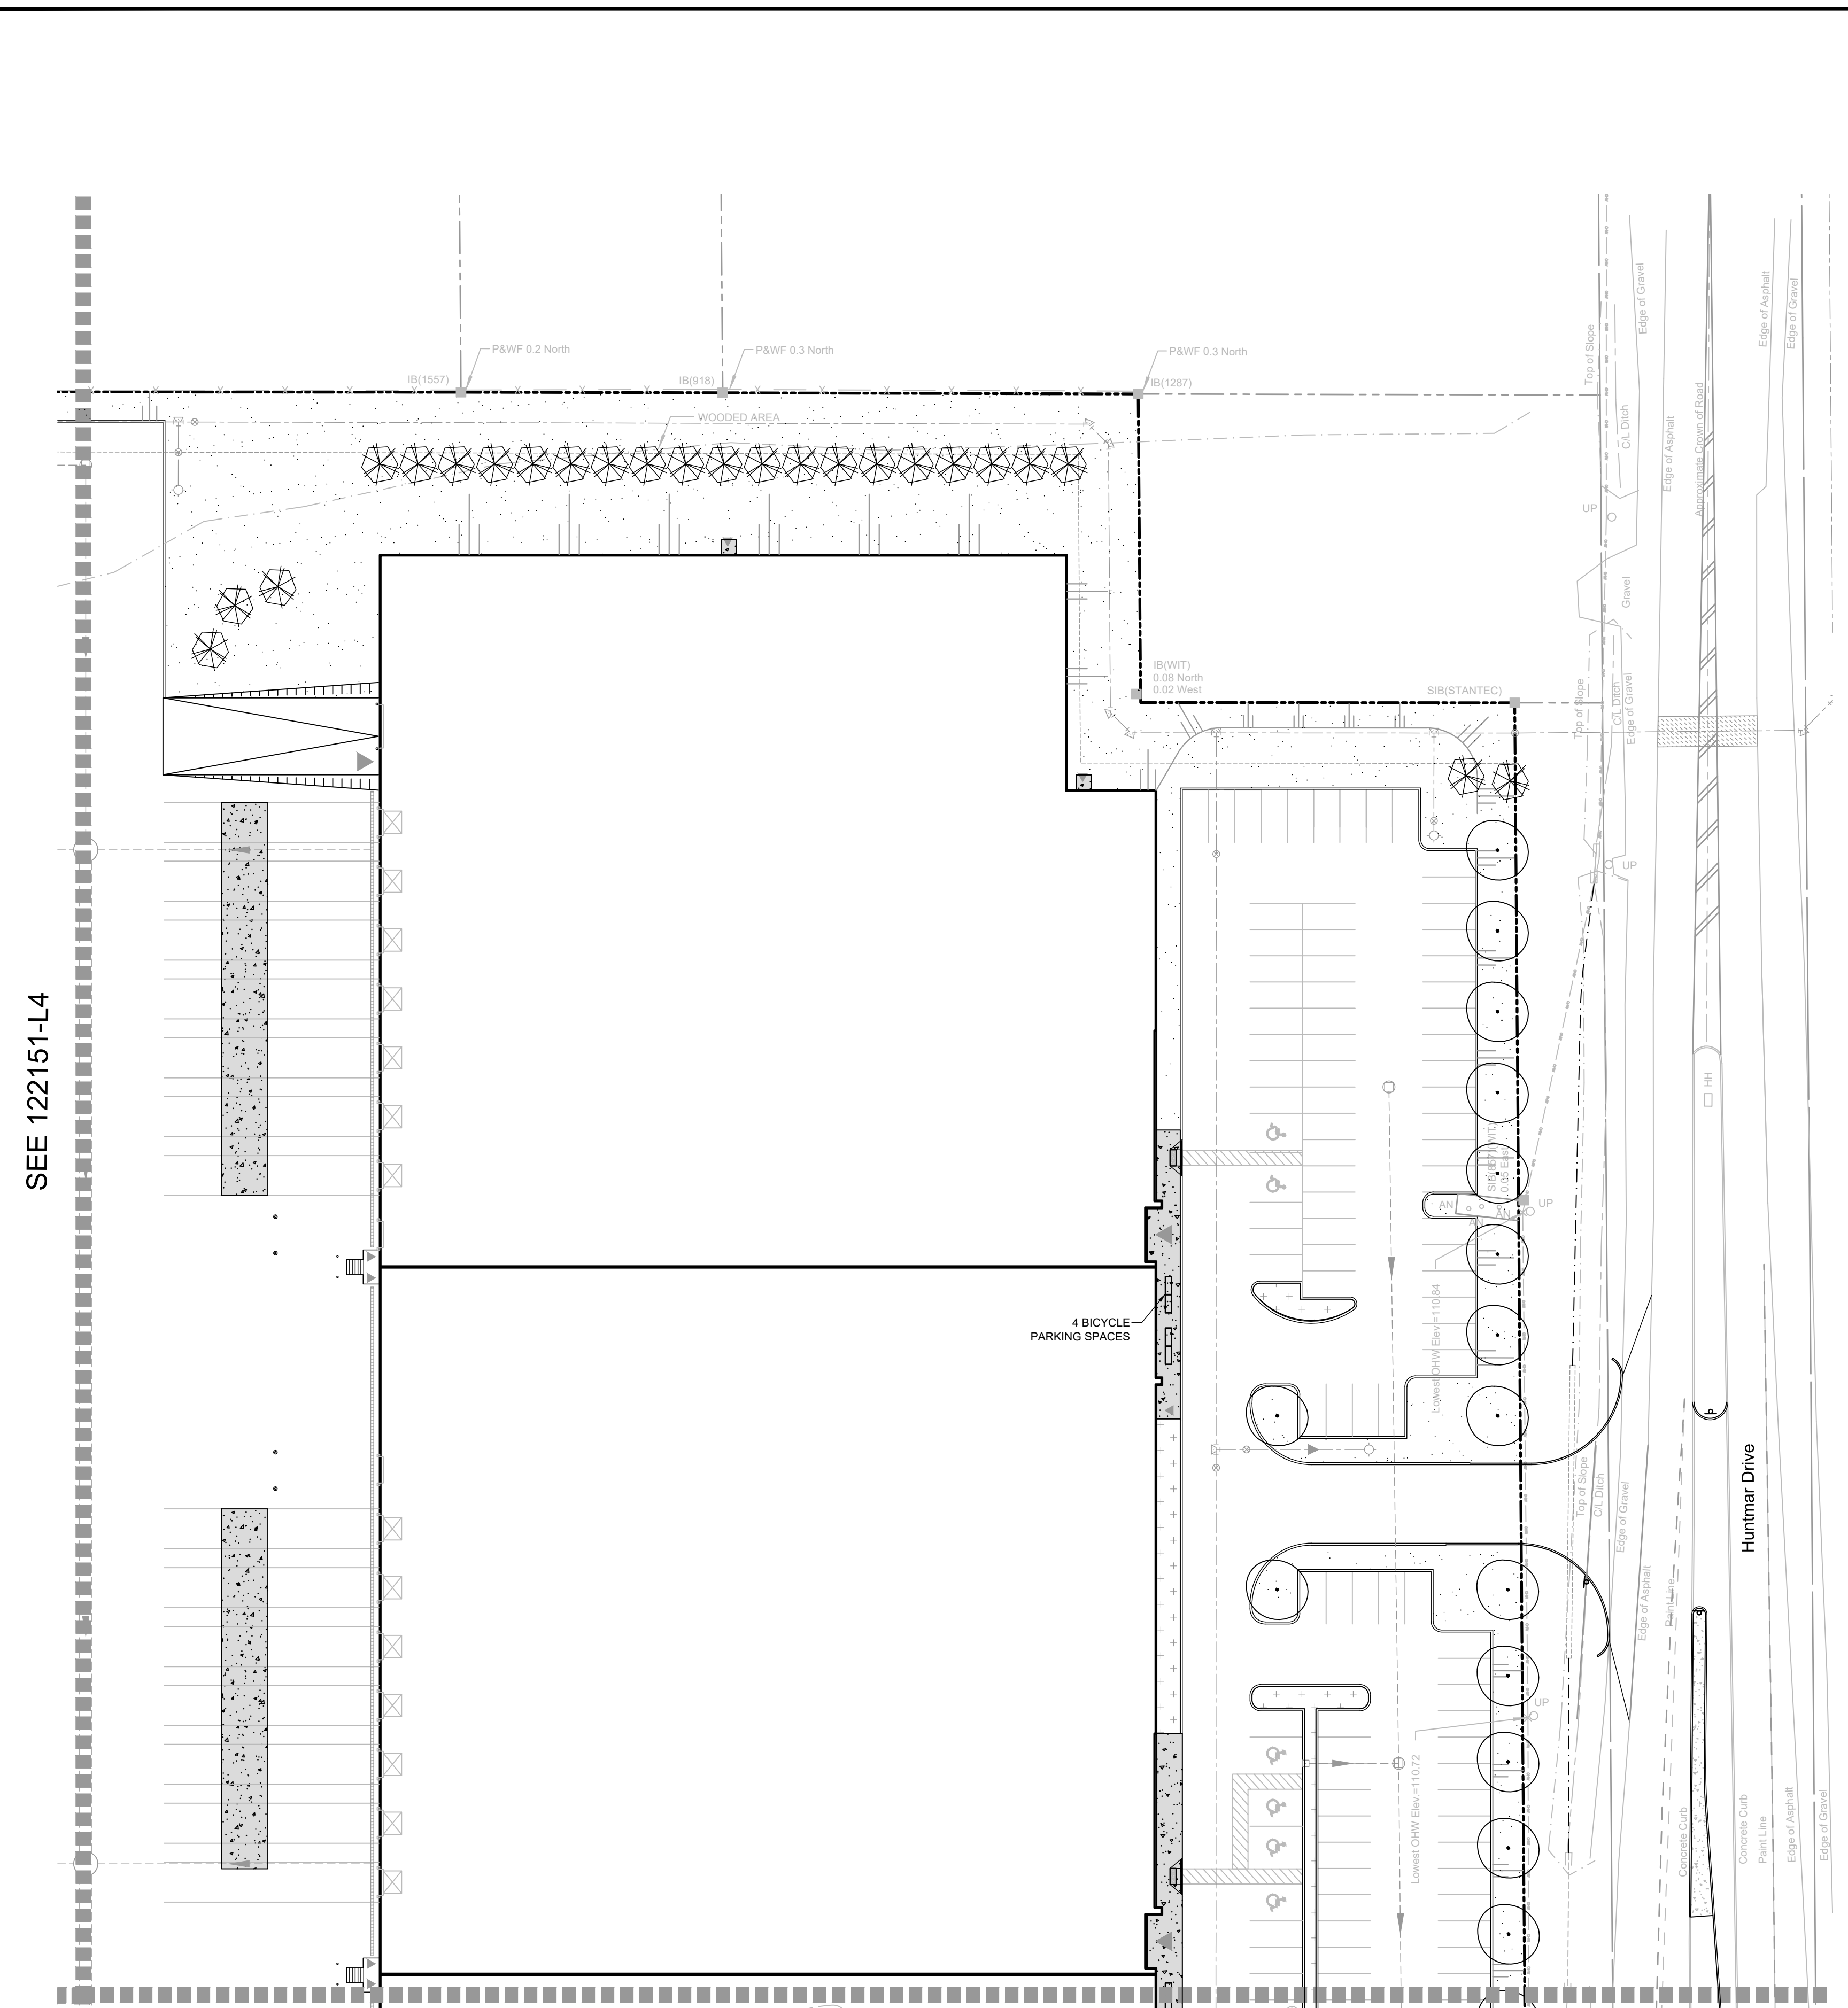 P&WF 0.2 North
P&WF 0.3 North
P&WF 0.3 North
IB(1557)
IB(918)
IB(1287)
WOODED AREA
Top of Slope
Edge of Gravel
C/L Ditch
Edge of Asphalt
Approximate Crown of Road
Edge of Asphalt
Edge of Gravel
UP
Gravel
IB(WIT)
0.08 North
0.02 West
SIB(STANTEC)
Top of Slope
C/L Ditch
Edge of Gravel
UP
SEE 122151-L4
HH
0.05 East
AN
AN
AN
UP
4 BICYCLE
PARKING SPACES
Lowest OHW Elev.=110.84
Huntmar Drive
Top of Slope
C/L Ditch
Edge of Gravel
Edge of Asphalt
Paint Line
UP
Lowest OHW Elev.=110.72
Concrete Curb
Concrete Curb
Paint Line
Edge of Asphalt
Edge of Gravel